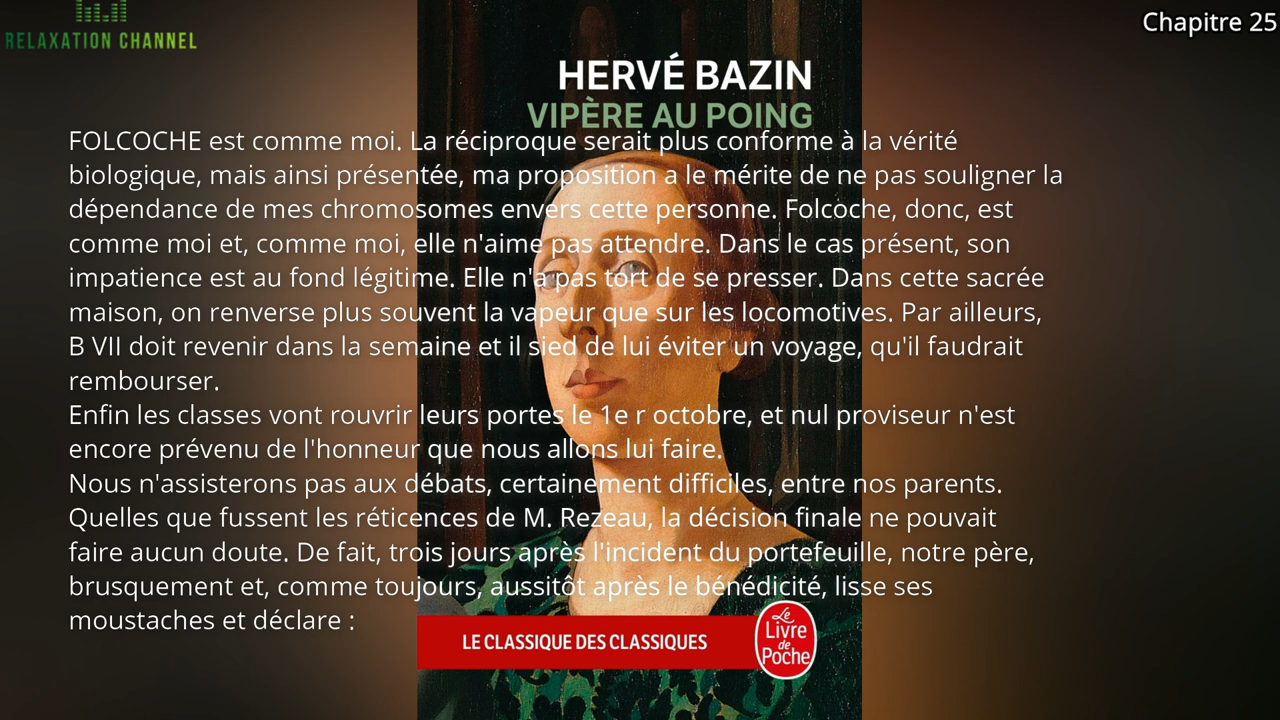 RELAXATION CHANNEL
Chapitre 25
HERVÉ BAZIN
VIPÈRE AU POING
FOLCOCHE est comme moi. La réciproque serait plus conforme à la vérité
biologique, mais ainsi présentée, ma proposition a le mérite de ne pas souligner la
dépendance de mes chromosomes envers cette personne. Folcoche, donc, est
comme moi et, comme moi, elle n'aime pas attendre. Dans le cas présent, son
impatience est au fond légitime. Elle n'a pas tort de se presser. Dans cette sacrée
maison, on renverse plus souvent la vapeur que sur les locomotives. Par ailleurs,
B VII doit revenir dans la semaine et il sied de lui éviter un voyage, qu'il faudrait
rembourser.
Enfin les classes vont rouvrir leurs portes le 1e r octobre, et nul proviseur n'est
encore prévenu de l'honneur que nous allons lui faire.
Nous n'assisterons pas aux débats, certainement difficiles, entre nos parents.
Quelles que fussent les réticences de M. Rezeau, la décision finale ne pouvait
faire aucun doute. De fait, trois jours après l'incident du portefeuille, notre père,
brusquement et, comme toujours, aussitôt après le bénédicité, lisse ses
moustaches et déclare :
LE CLASSIQUE DES CLASSIQUES
Le
Livre
de
Poche